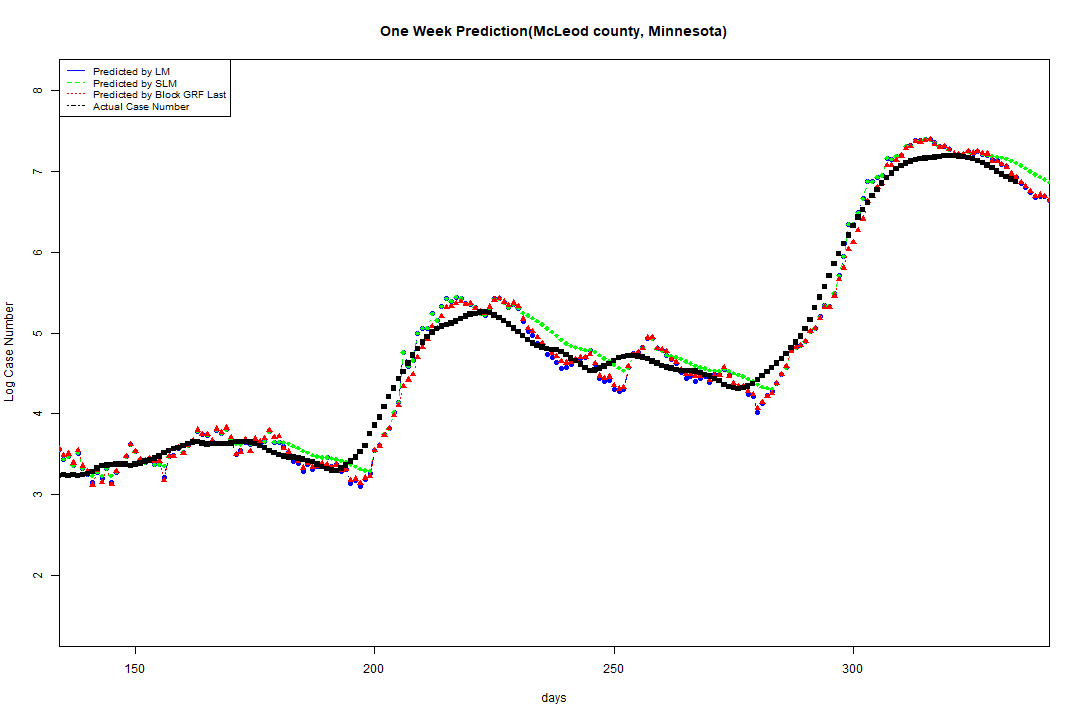 One Week Prediction(McLeod county, Minnesota)
Predicted by LM
Predicted by SLM
Predicted by Block GRF Last
Actual Case Number
8
7
6
5
4
3
2
Log Case Number
150
200
250
300
days